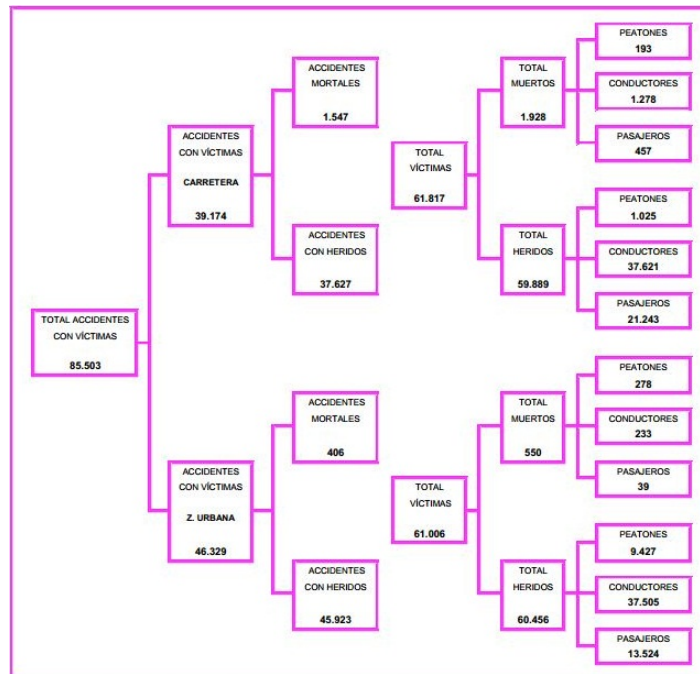 TOTAL ACCIDENTES
CON VÍCTIMAS
85.503
ACCIDENTES
CON VÍCTIMAS
CARRETERA
39.174
ACCIDENTES
MORTALES
1.547
ACCIDENTES
CON HERIDOS
37.627
TOTAL
VÍCTIMAS
61.817
TOTAL
MUERTOS
1.928
PEATONES
193
CONDUCTORES
1.278
PASAJEROS
457
TOTAL
HERIDOS
59.889
PEATONES
1.025
CONDUCTORES
37.621
PASAJEROS
21.243
ACCIDENTES
CON VÍCTIMAS
Z. URBANA
46.329
ACCIDENTES
MORTALES
406
ACCIDENTES
CON HERIDOS
45.923
TOTAL
VÍCTIMAS
61.006
TOTAL
MUERTOS
550
PEATONES
278
CONDUCTORES
233
PASAJEROS
39
TOTAL
HERIDOS
60.456
PEATONES
9.427
CONDUCTORES
37.505
PASAJEROS
13.524